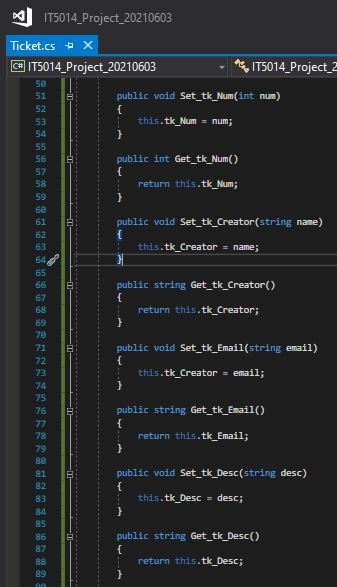 IT5014_Project_20210603
Ticket.cs
C# IT5014_Project_20210603 IT5014_Project_2
50
51 public void Set_tk_Num(int num)
52 {
53 this.tk_Num = num;
54 }
55
56 public int Get_tk_Num()
57 {
58 return this.tk_Num;
59 }
60
61 public void Set_tk_Creator(string name)
62 {
63 this.tk_Creator = name;
64 }
65
66 public string Get_tk_Creator()
67 {
68 return this.tk_Creator;
69 }
70
71 public void Set_tk_Email(string email)
72 {
73 this.tk_Creator = email;
74 }
75
76 public string Get_tk_Email()
77 {
78 return this.tk_Email;
79 }
80
81 public void Set_tk_Desc(string desc)
82 {
83 this.tk_Desc = desc;
84 }
85
86 public string Get_tk_Desc()
87 {
88 return this.tk_Desc;
89 }